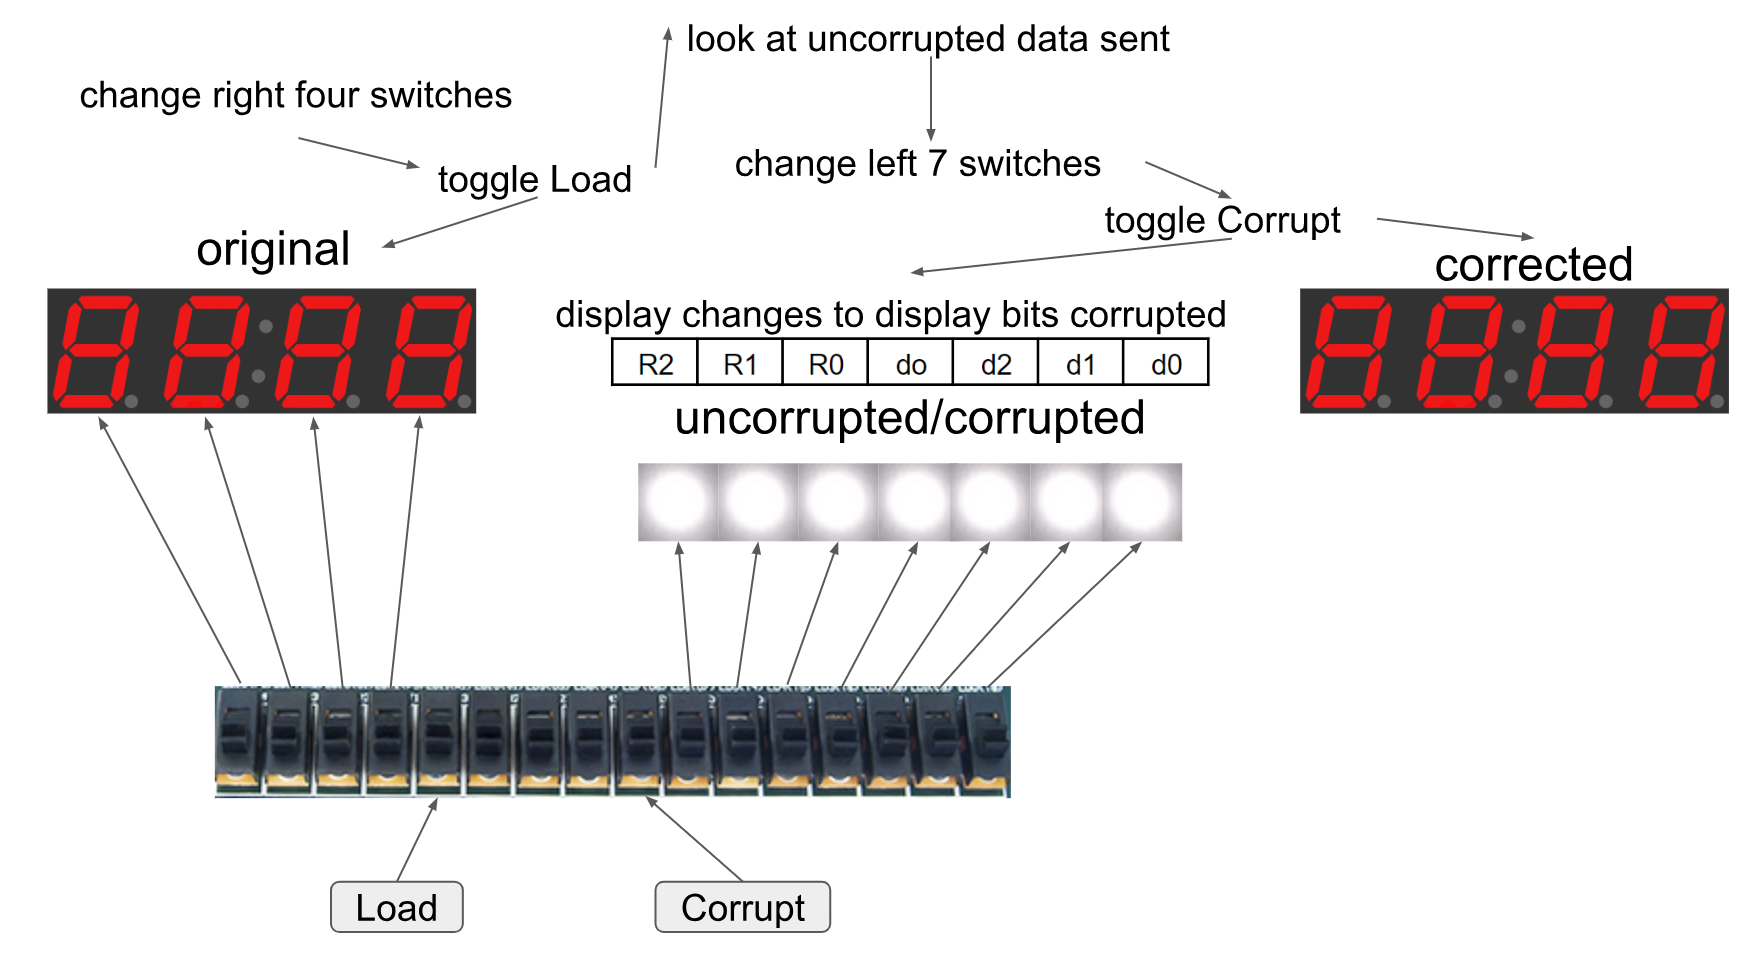 look at uncorrupted data sent
change right four switches
change left 7 switches
toggle Load
toggle Corrupt
original
corrected
display changes to display bits corrupted
R2 R1 R0 do d2 d1 d0
uncorrupted/corrupted
Load
Corrupt